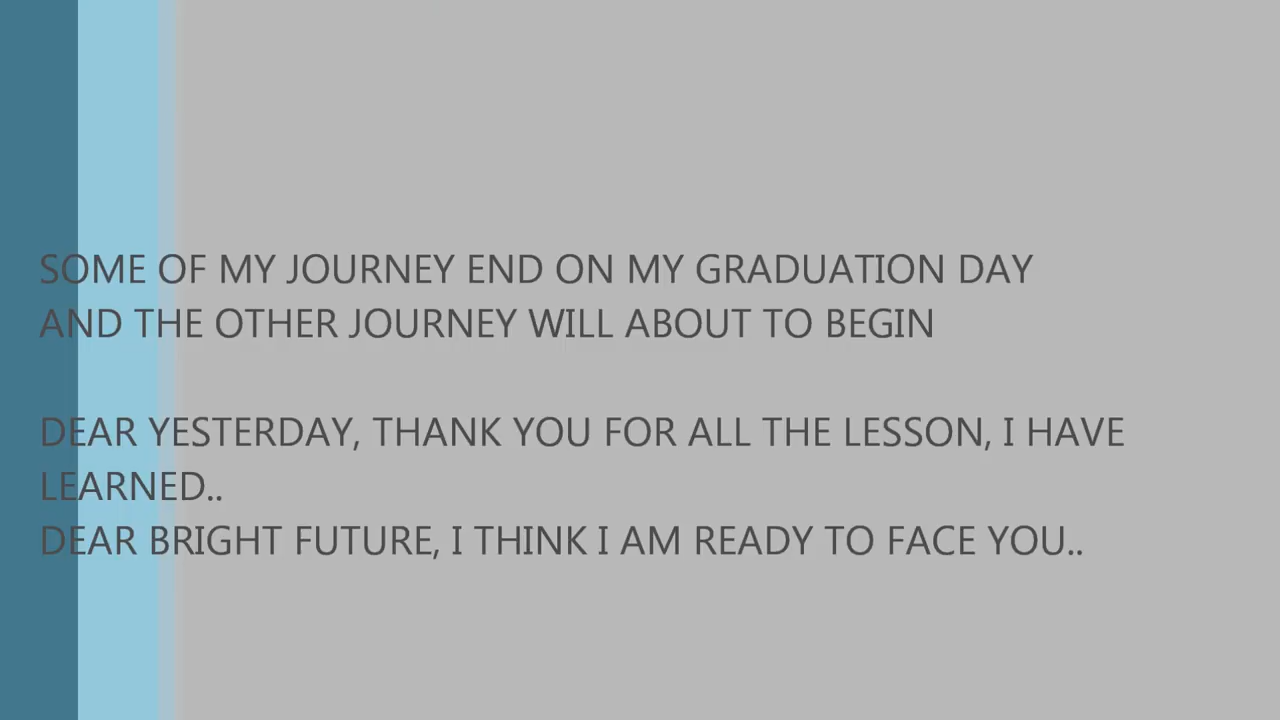 SOME OF MY JOURNEY END ON MY GRADUATION DAY
AND THE OTHER JOURNEY WILL ABOUT TO BEGIN
DEAR YESTERDAY, THANK YOU FOR ALL THE LESSON, I HAVE
LEARNED..
DEAR BRIGHT FUTURE, I THINK I AM READY TO FACE YOU..